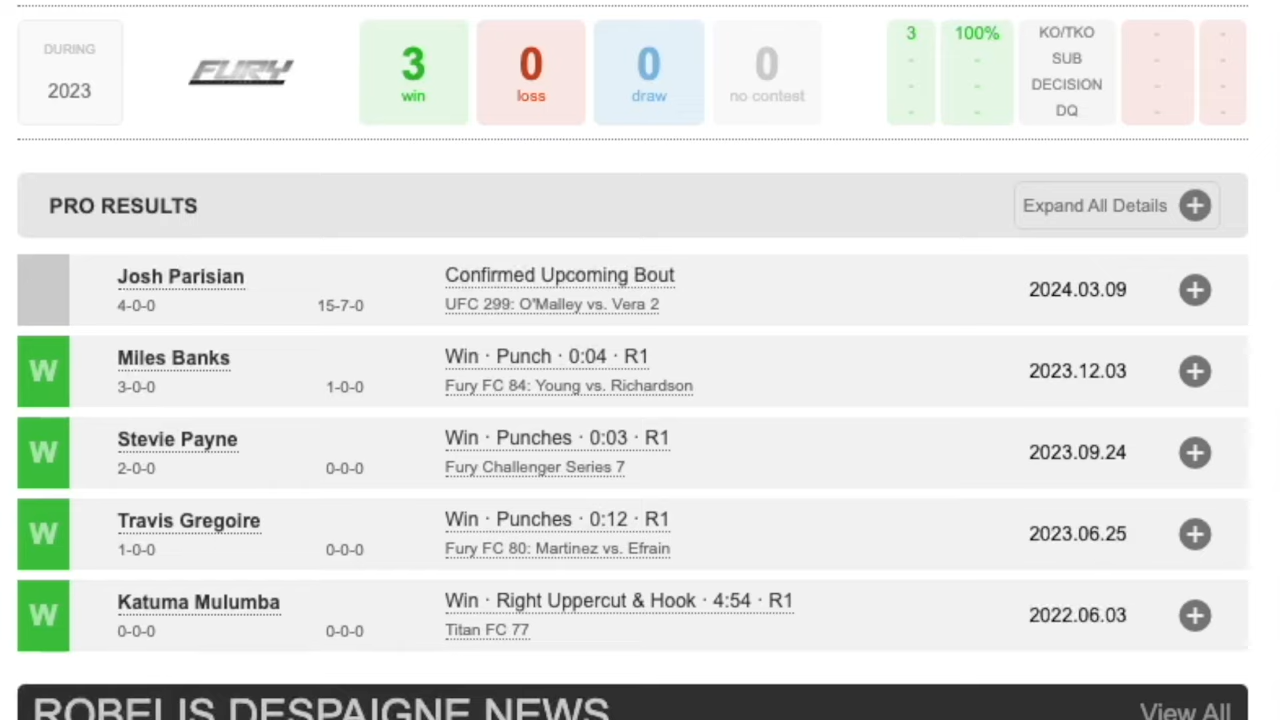 DURING
2023
FURY
3
win
0
loss
0
draw
0
no contest
3 100% KO/TKO - -
- - SUB - -
- - DECISION - -
- - DQ - -
PRO RESULTS
Expand All Details
Josh Parisian
4-0-0 15-7-0
Confirmed Upcoming Bout
UFC 299: O'Malley vs. Vera 2
2024.03.09
W
Miles Banks
3-0-0 1-0-0
Win · Punch · 0:04 · R1
Fury FC 84: Young vs. Richardson
2023.12.03
W
Stevie Payne
2-0-0 0-0-0
Win · Punches · 0:03 · R1
Fury Challenger Series 7
2023.09.24
W
Travis Gregoire
1-0-0 0-0-0
Win · Punches · 0:12 · R1
Fury FC 80: Martinez vs. Efrain
2023.06.25
W
Katuma Mulumba
0-0-0 0-0-0
Win · Right Uppercut & Hook · 4:54 · R1
Titan FC 77
2022.06.03
ROBELIS DESPAIGNE NEWS
View All